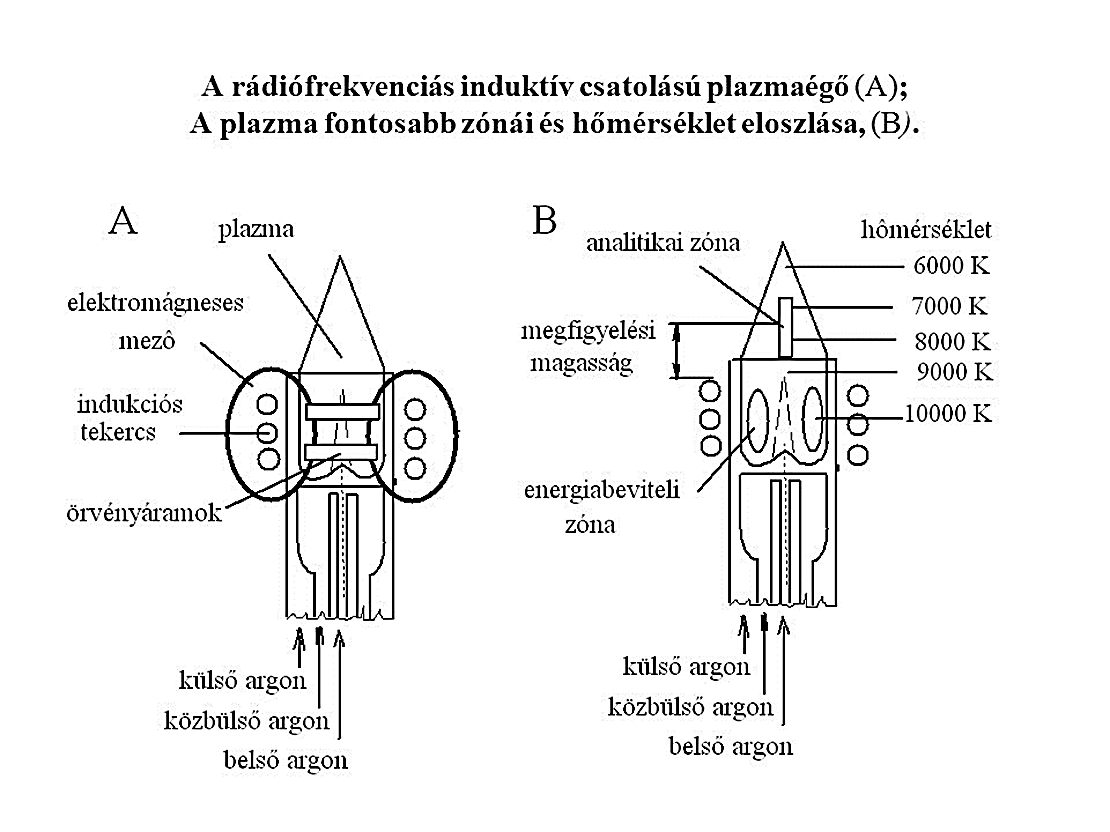 A rádiófrekvenciás induktív csatolású plazmaégő (A);
A plazma fontosabb zónái és hőmérséklet eloszlása, (B).
A
plazma
elektromágneses
mezô
indukciós
tekercs
örvényáramok
külső argon
közbülső argon
belső argon
B
analitikai zóna
hômérséklet
6000 K
7000 K
megfigyelési
magasság
8000 K
9000 K
10000 K
energiabeviteli
zóna
külső argon
közbülső argon
belső argon